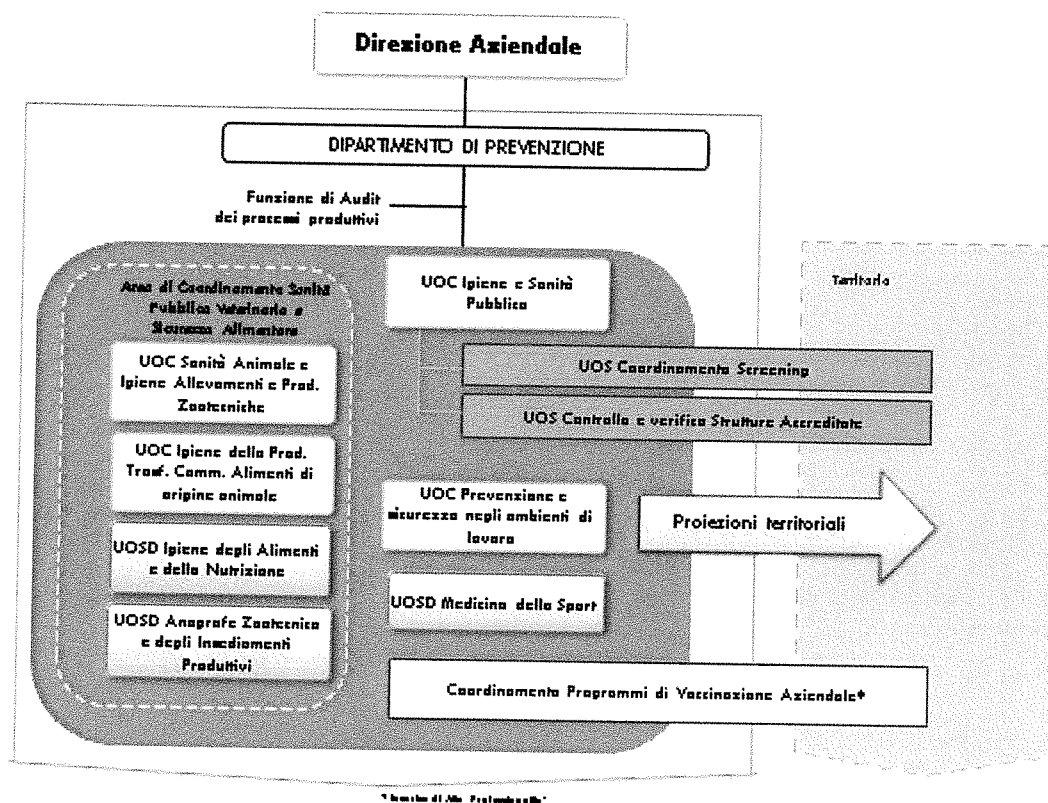 Direzione Aziendale
DIPARTIMENTO DI PREVENZIONE
Funzione di Audit
dei processi produttivi
Area di Coordinamento Sanità
Pubblica Veterinaria e
Sicurezza Alimentare
UOC Sanità Animale e
Igiene Allevamenti e Prod.
Zootecniche
UOC Igiene della Prod.
Trasf. Comm. Alimenti di
origine animale
UOSD Igiene degli Alimenti
e della Nutrizione
UOSD Anagrafe Zootecnica
e degli Insediamenti
Produttivi
UOC Igiene e Sanità
Pubblica
UOS Coordinamento Screening
UOS Controllo e verifica Strutture Accreditate
UOC Prevenzione e
sicurezza negli ambienti di
lavoro
UOSD Medicina dello Sport
Coordinamento Programmi di Vaccinazione Aziendale*
Territorio
Proiezioni territoriali
di Alta Professionalità